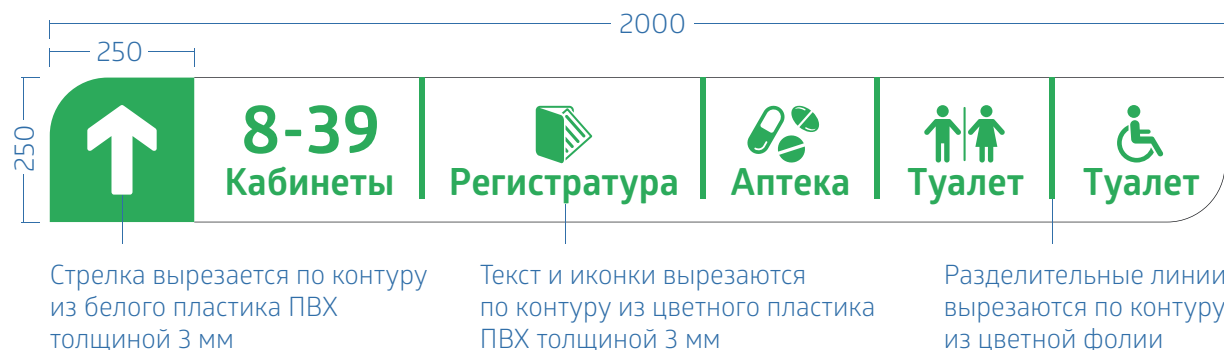 2000
250
250
8-39
Кабинеты
Регистратура
Аптека
Туалет
Туалет
Стрелка вырезается по контуру
из белого пластика ПВХ
толщиной 3 мм
Текст и иконки вырезаются
по контуру из цветного пластика
ПВХ толщиной 3 мм
Разделительные линии
вырезаются по контуру
из цветной фолии